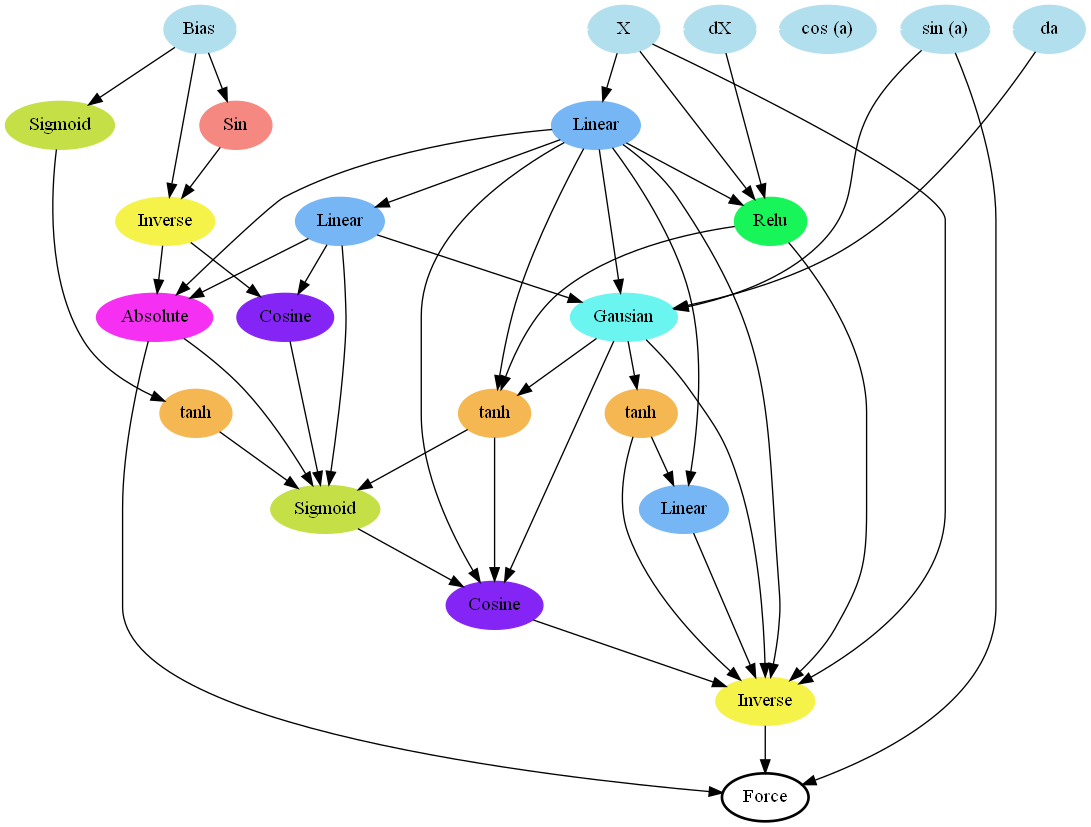 Bias
X
dX
cos (a)
sin (a)
da
Sigmoid
Sin
Linear
Inverse
Linear
Relu
Absolute
Cosine
Gausian
tanh
tanh
tanh
Sigmoid
Linear
Cosine
Inverse
Force